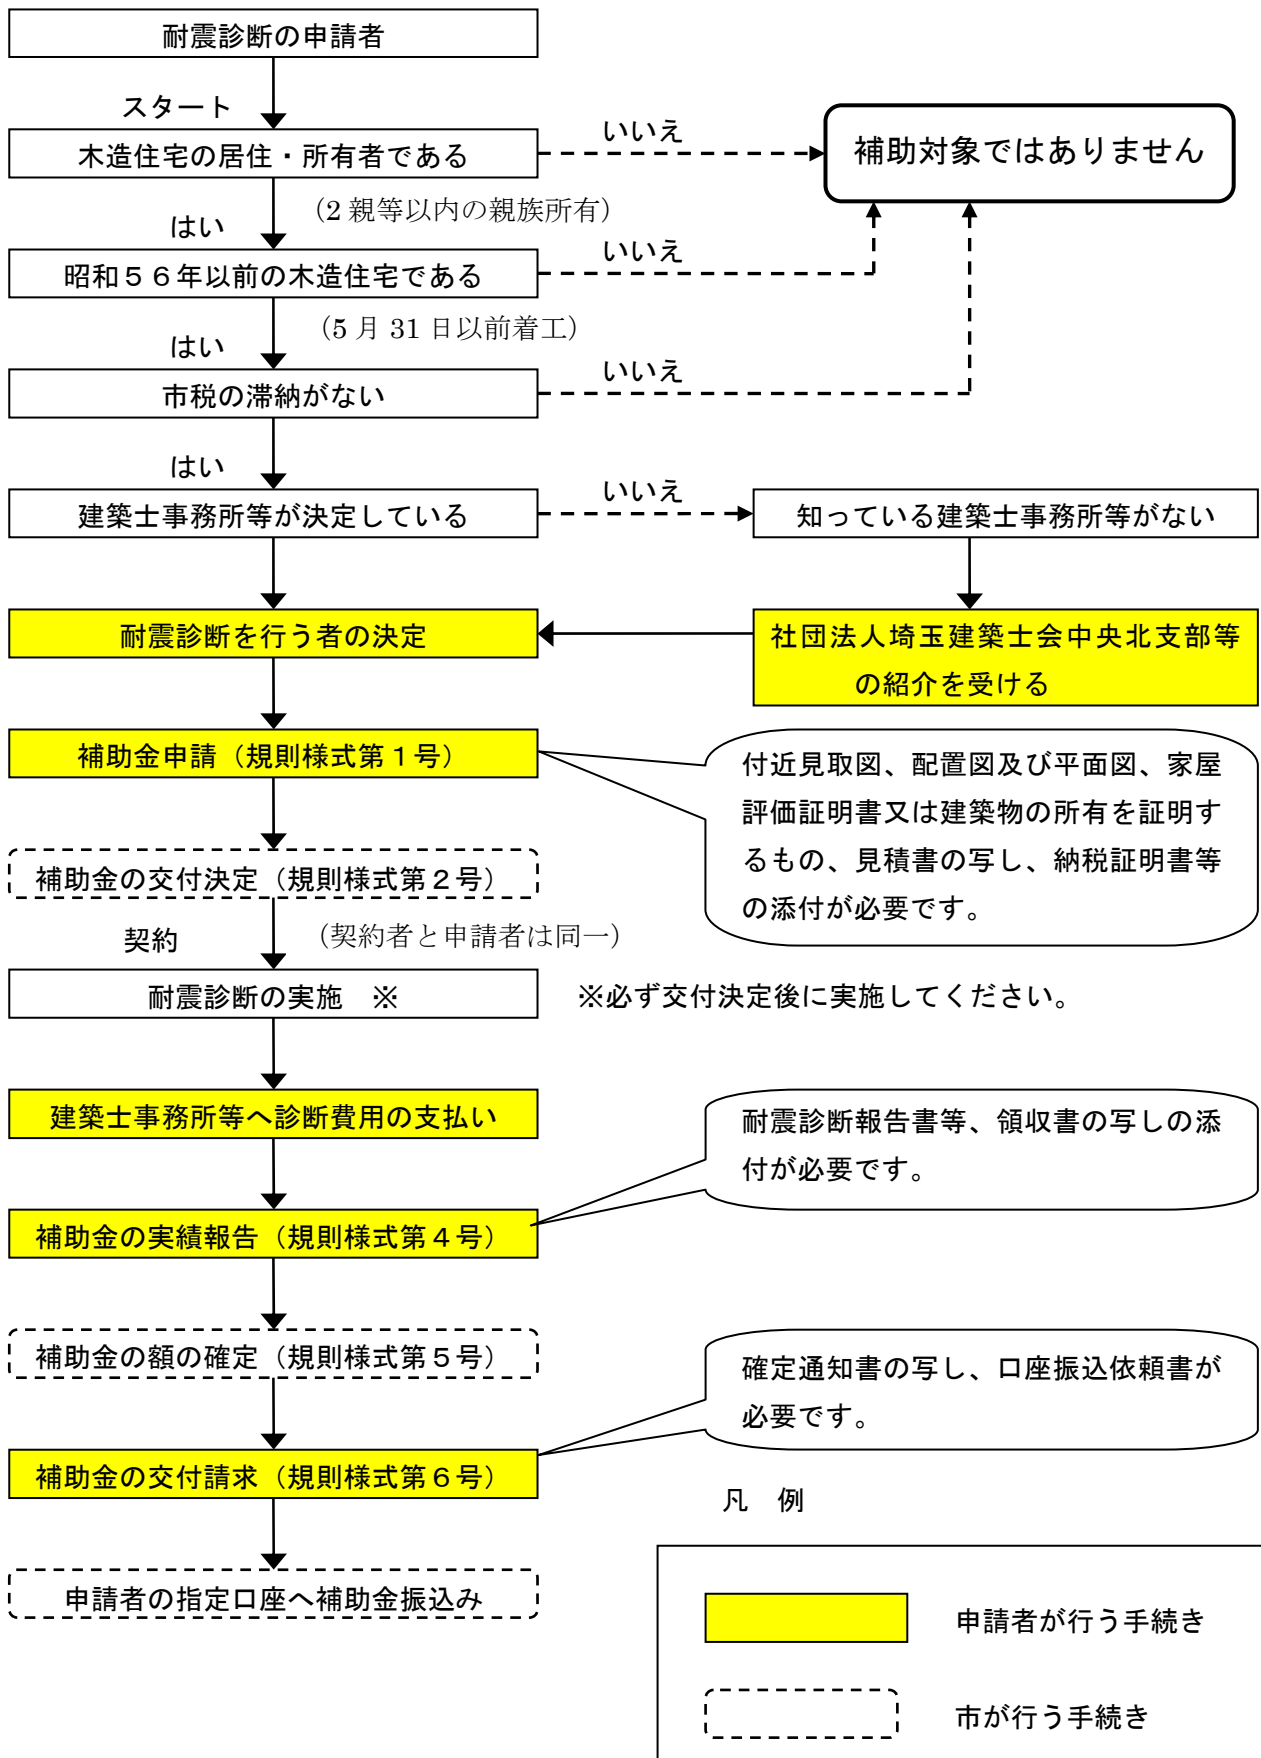 耐震診断の申請者
スタート
木造住宅の居住・所有者である
いいえ
補助対象ではありません
（2 親等以内の親族所有）
はい
昭和５６年以前の木造住宅である
いいえ
（5 月 31 日以前着工）
はい
市税の滞納がない
いいえ
はい
建築士事務所等が決定している
いいえ
知っている建築士事務所等がない
耐震診断を行う者の決定
社団法人埼玉建築士会中央北支部等
の紹介を受ける
補助金申請（規則様式第１号）
付近見取図、配置図及び平面図、家屋
評価証明書又は建築物の所有を証明す
るもの、見積書の写し、納税証明書等
の添付が必要です。
補助金の交付決定（規則様式第２号）
契約
（契約者と申請者は同一）
耐震診断の実施　※
※必ず交付決定後に実施してください。
建築士事務所等へ診断費用の支払い
耐震診断報告書等、領収書の写しの添
付が必要です。
補助金の実績報告（規則様式第４号）
補助金の額の確定（規則様式第５号）
確定通知書の写し、口座振込依頼書が
必要です。
補助金の交付請求（規則様式第６号）
凡　例
申請者の指定口座へ補助金振込み
申請者が行う手続き
市が行う手続き